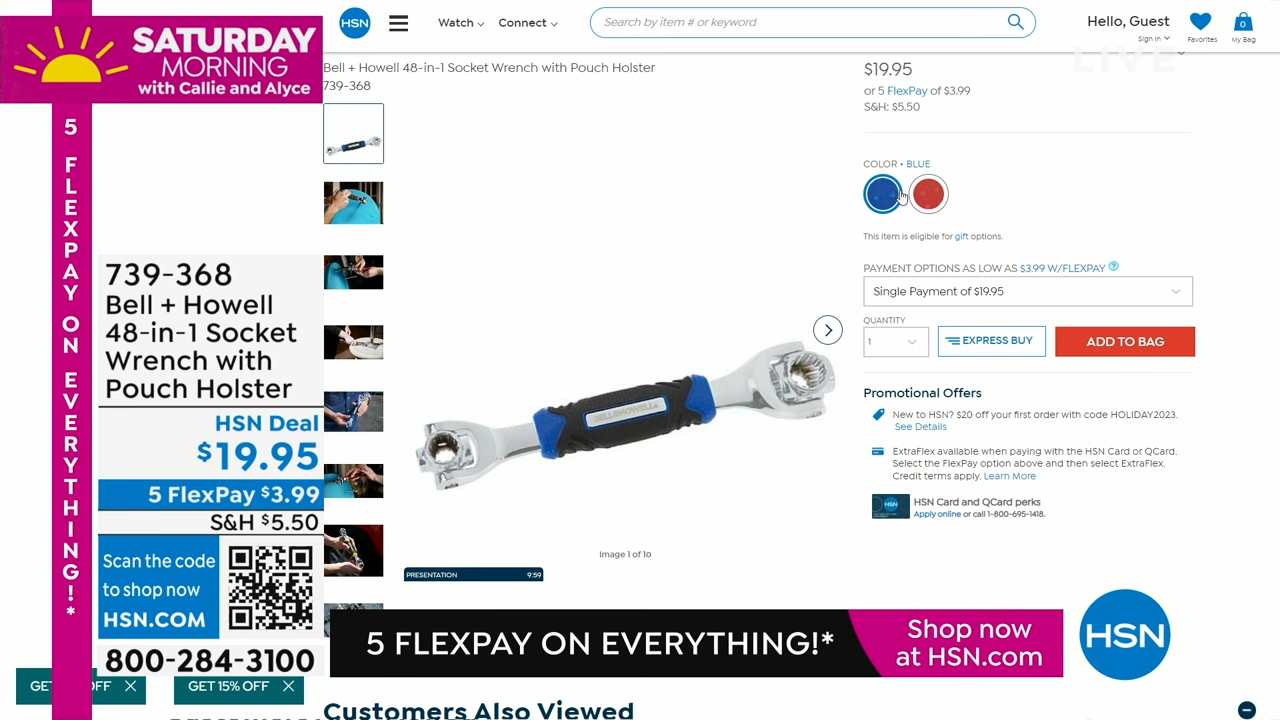 SATURDAY
MORNING
with Callie and Alyce
5 FLEXPAY ON EVERYTHING!*
739-368
Bell + Howell
48-in-1 Socket
Wrench with
Pouch Holster
HSN Deal
$19.95
5 FlexPay $3.99
S&H $5.50
Scan the code
to shop now
HSN.COM
800-284-3100
GET
OFF
GET 15% OFF
HSN
Watch
Connect
Search by item # or keyword
Hello, Guest
Sign in
Favorites
0
My Bag
LIVE
Bell + Howell 48-in-1 Socket Wrench with Pouch Holster
739-368
BELL+HOWELL
Image 1 of 10
PRESENTATION 9:59
$19.95
or 5 FlexPay of $3.99
S&H: $5.50
COLOR • BLUE
This item is eligible for gift options.
PAYMENT OPTIONS AS LOW AS $3.99 W/FLEXPAY
Single Payment of $19.95
QUANTITY
1
EXPRESS BUY
ADD TO BAG
Promotional Offers
New to HSN? $20 off your first order with code HOLIDAY2023.
See Details
ExtraFlex available when paying with the HSN Card or QCard.
Select the FlexPay option above and then select ExtraFlex.
Credit terms apply. Learn More
HSN
HSN Card and QCard perks
Apply online or call 1-800-695-1418.
5 FLEXPAY ON EVERYTHING!*
Shop now
at HSN.com
HSN
Customers Also Viewed